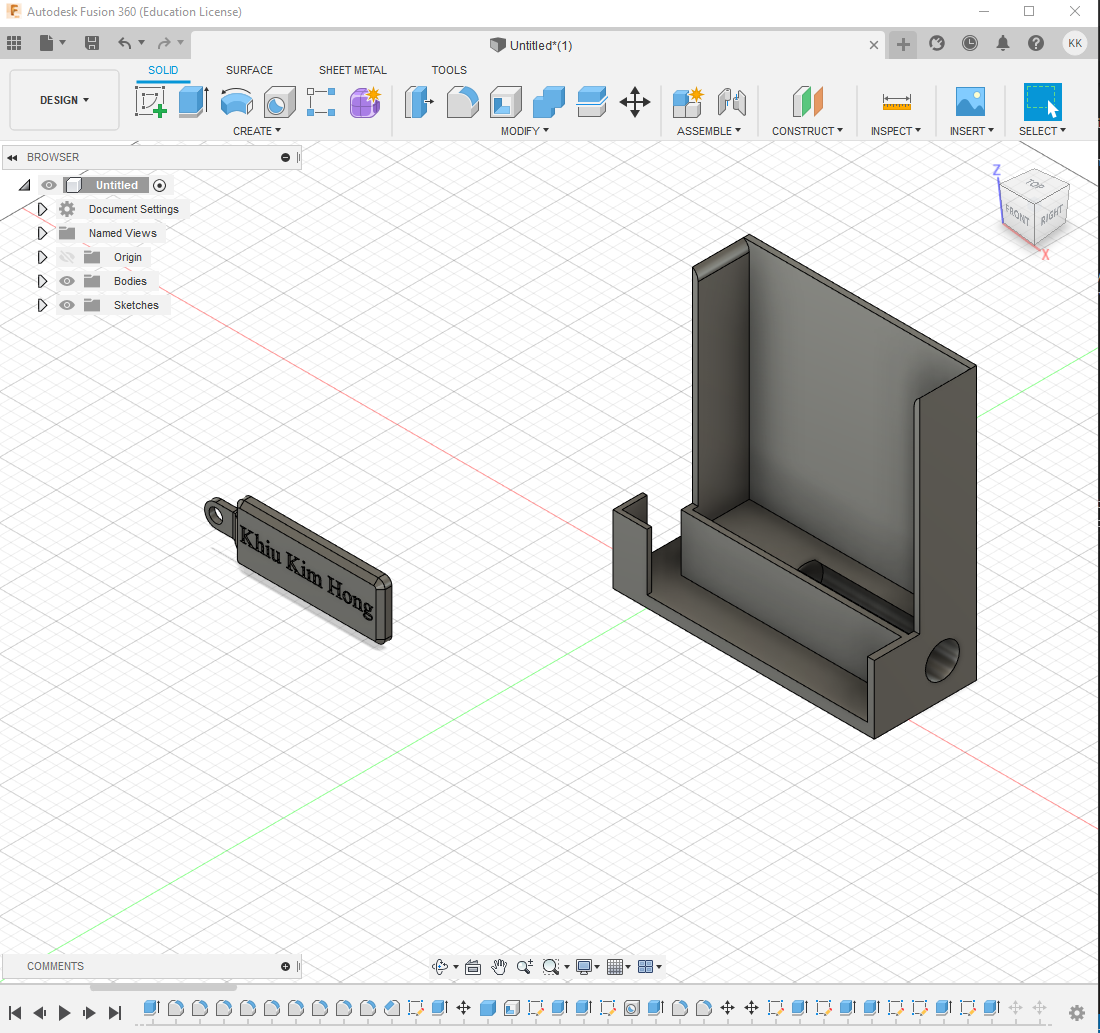 Autodesk Fusion 360 (Education License)
Untitled*(1)
KK
SOLID SURFACE SHEET METAL TOOLS
DESIGN
CREATE MODIFY ASSEMBLE CONSTRUCT INSPECT INSERT SELECT
BROWSER
Untitled
Document Settings
Named Views
Origin
Bodies
Sketches
Z
TOP
FRONT
RIGHT
X
Khiu Kim Hong
COMMENTS